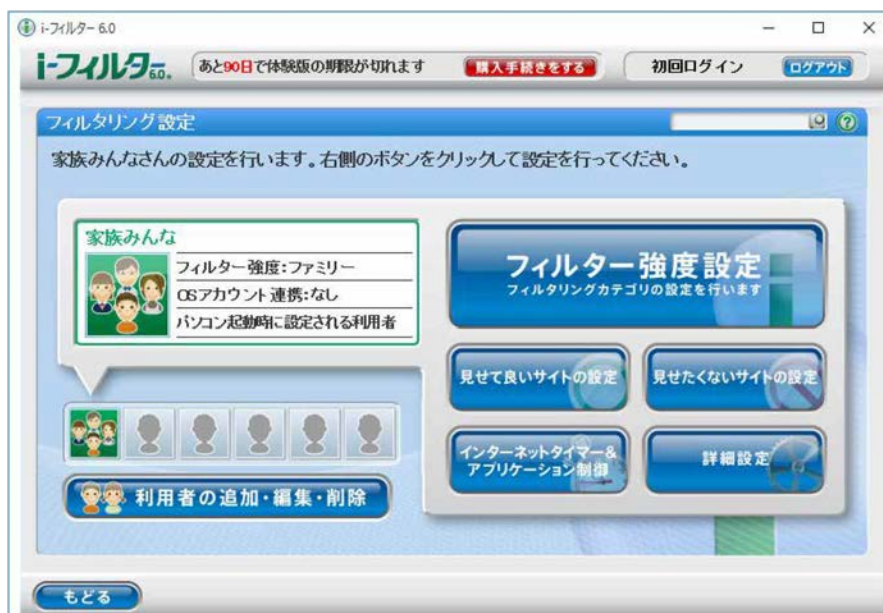 i-フィルター 6.0
i-フィルター 6.0.
あと90日で体験版の期限が切れます
購入手続きをする
初回ログイン
ログアウト
フィルタリング設定
?
家族みんなさんの設定を行います。右側のボタンをクリックして設定を行ってください。
家族みんな
フィルター強度:ファミリー
OSアカウント連携:なし
パソコン起動時に設定される利用者
フィルター強度設定
フィルタリングカテゴリの設定を行います
見せて良いサイトの設定
見せたくないサイトの設定
インターネットタイマー&
アプリケーション制御
詳細設定
利用者の追加・編集・削除
もどる